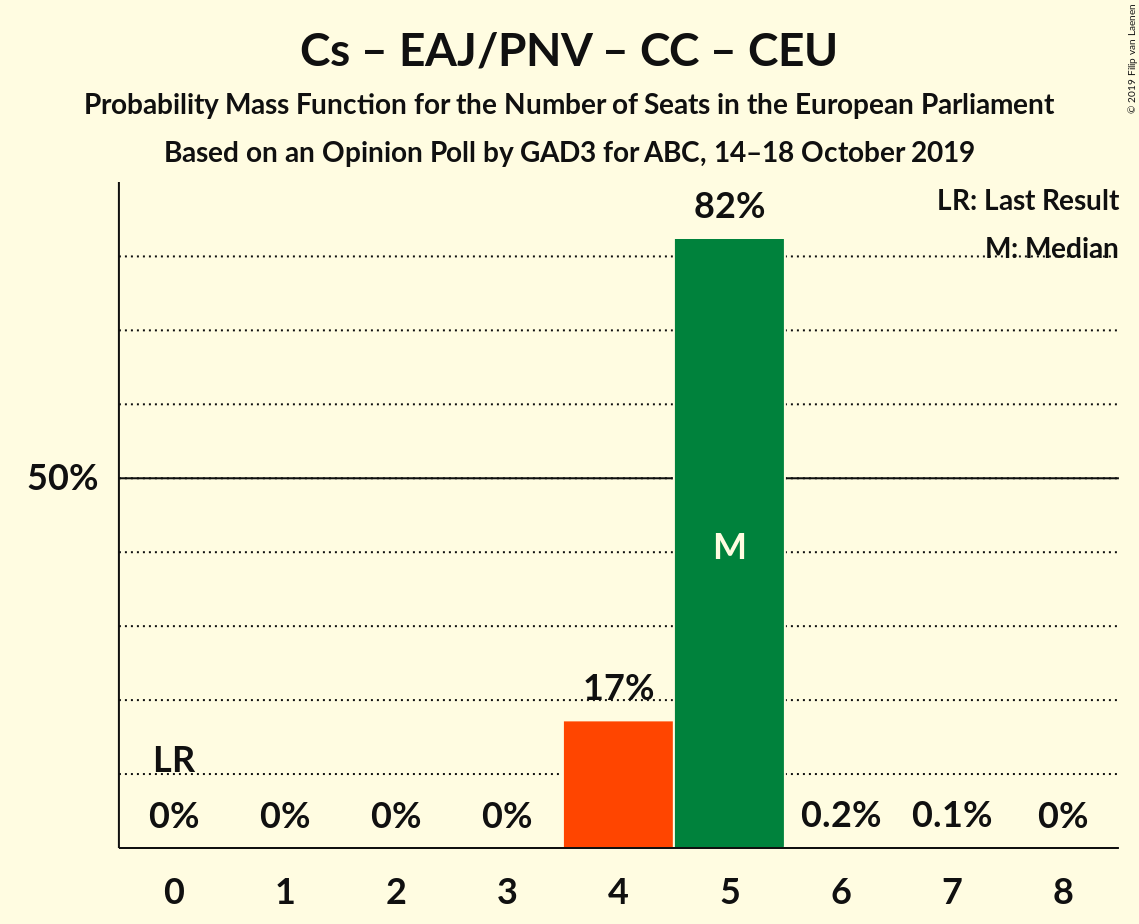 Cs – EAJ/PNV – CC – CEU
Probability Mass Function for the Number of Seats in the European Parliament
Based on an Opinion Poll by GAD3 for ABC, 14–18 October 2019
© 2019 Filip van Laenen
LR: Last Result
M: Median
82%
50%
M
17%
LR
0% 0% 0% 0% 0.2% 0.1% 0%
0 1 2 3 4 5 6 7 8